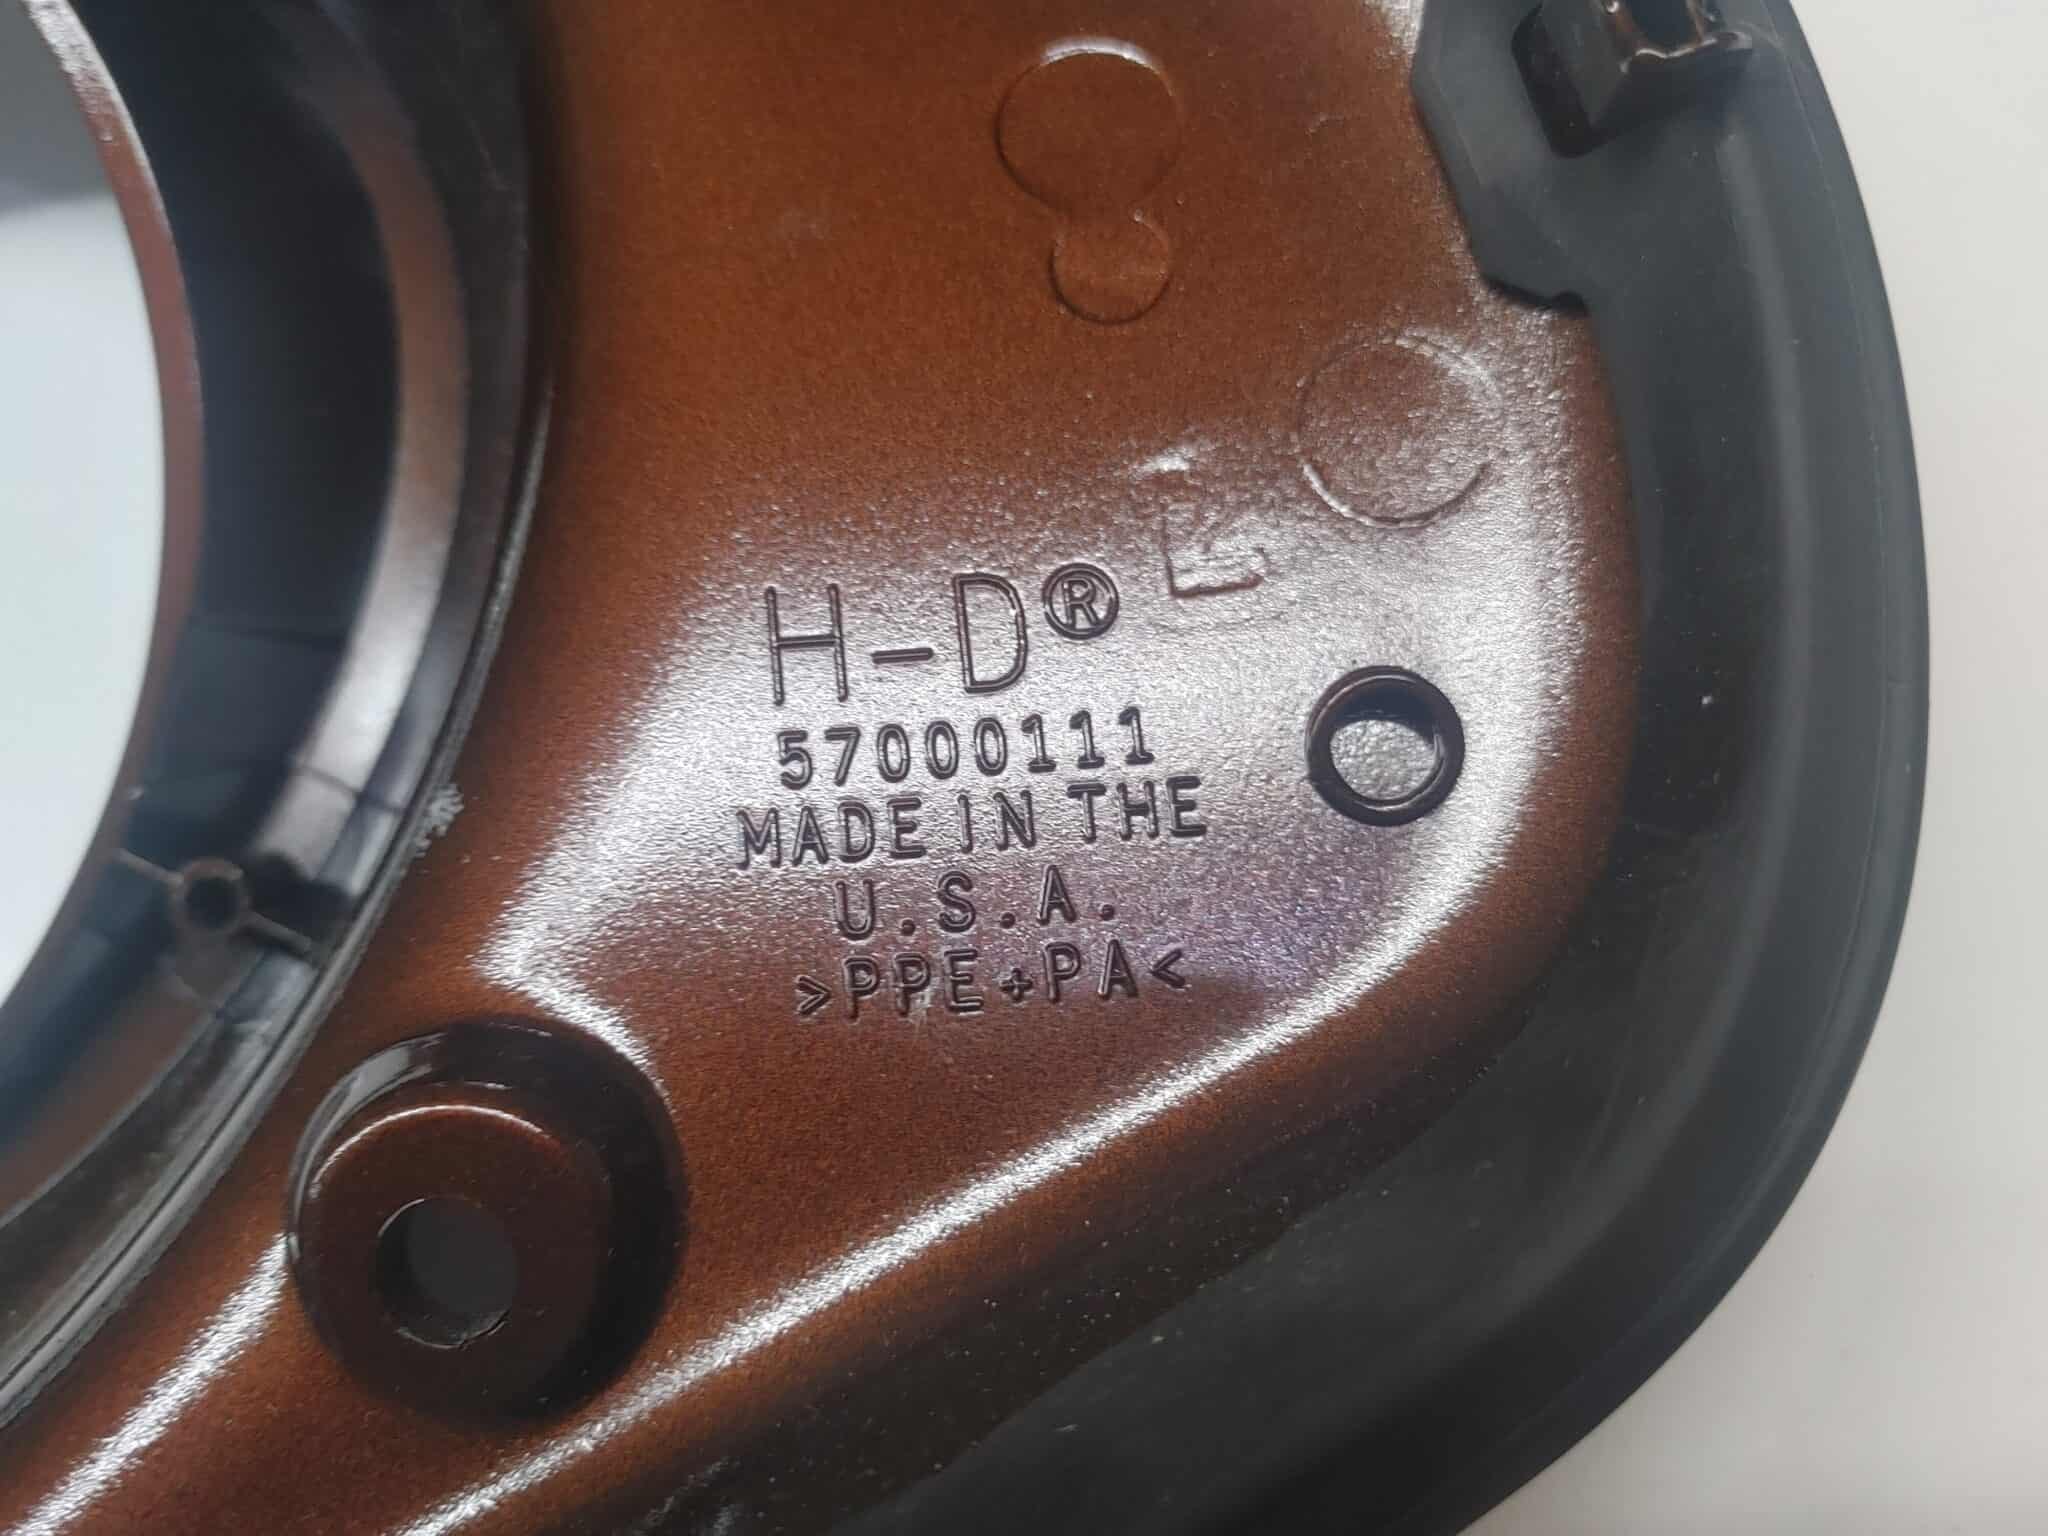 H-D®
57000111
MADE IN THE
U.S.A.
>PPE+PA<